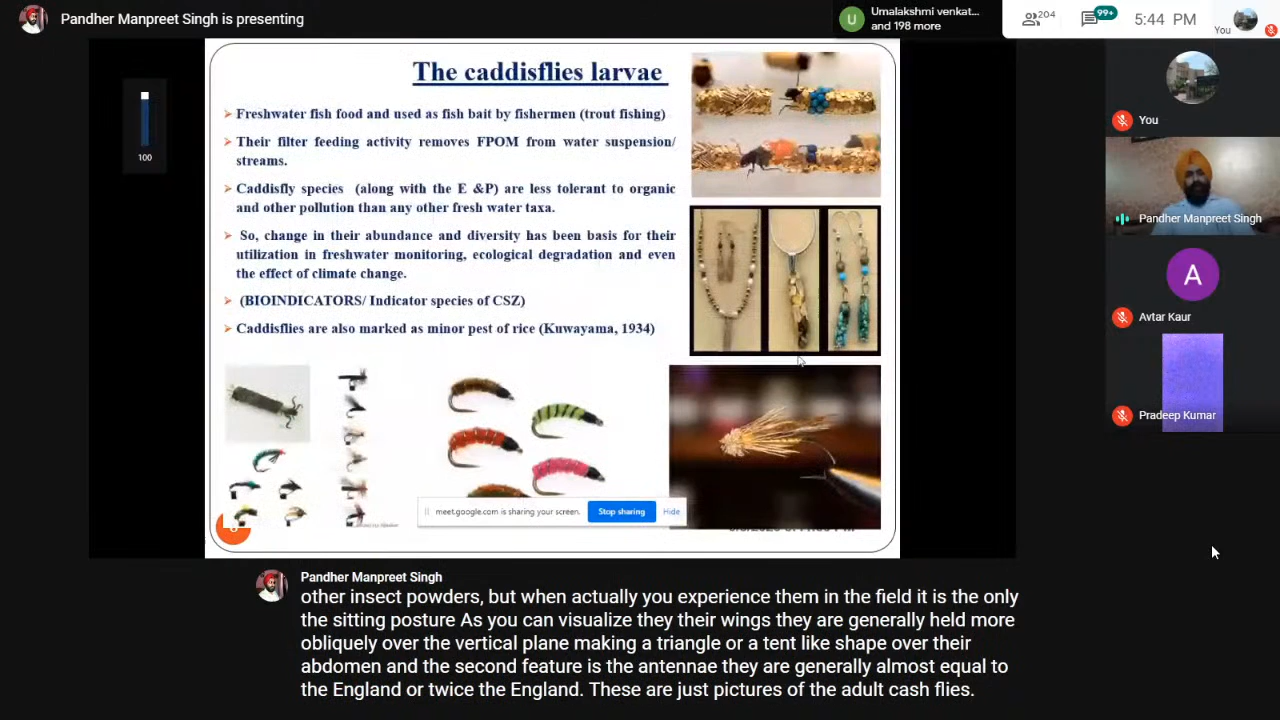 Pandher Manpreet Singh is presenting
U
Umalakshmi venkat...
and 198 more
204
99+
5:44 PM
You
The caddisflies larvae
Freshwater fish food and used as fish bait by fishermen (trout fishing)
Their filter feeding activity removes FPOM from water suspension/
streams.
Caddisfly species (along with the E &P) are less tolerant to organic
and other pollution than any other fresh water taxa.
So, change in their abundance and diversity has been basis for their
utilization in freshwater monitoring, ecological degradation and even
the effect of climate change.
(BIOINDICATORS/ Indicator species of CSZ)
Caddisflies are also marked as minor pest of rice (Kuwayama, 1934)
100
You
Pandher Manpreet Singh
A
Avtar Kaur
Pradeep Kumar
meet.google.com is sharing your screen.
Stop sharing
Hide
Pandher Manpreet Singh
other insect powders, but when actually you experience them in the field it is the only
the sitting posture As you can visualize they their wings they are generally held more
obliquely over the vertical plane making a triangle or a tent like shape over their
abdomen and the second feature is the antennae they are generally almost equal to
the England or twice the England. These are just pictures of the adult cash flies.